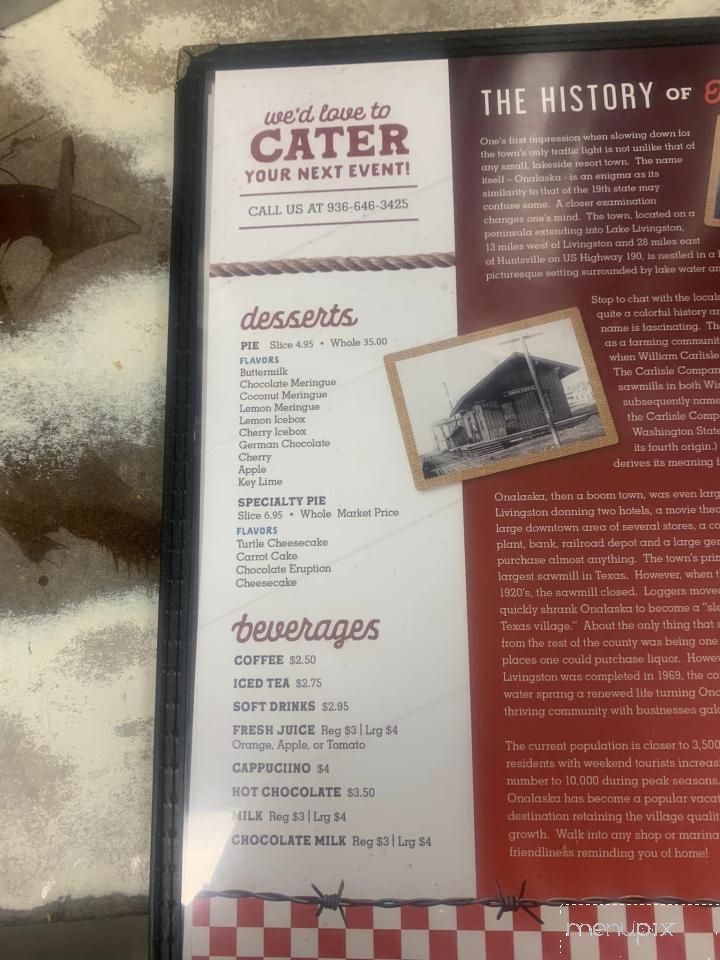 we'd love to
CATER
YOUR NEXT EVENT!
CALL US AT 936-646-3425
desserts
PIE Slice 4.95 • Whole 35.00
FLAVORS
Buttermilk
Chocolate Meringue
Coconut Meringue
Lemon Meringue
Lemon Icebox
Cherry Icebox
German Chocolate
Cherry
Apple
Key Lime
SPECIALTY PIE
Slice 6.95 • Whole Market Price
FLAVORS
Turtle Cheesecake
Carrot Cake
Chocolate Eruption
Cheesecake
beverages
COFFEE $2.50
ICED TEA $2.75
SOFT DRINKS $2.95
FRESH JUICE Reg $3 | Lrg $4
Orange, Apple, or Tomato
CAPPUCIINO $4
HOT CHOCOLATE $3.50
MILK Reg $3 | Lrg $4
CHOCOLATE MILK Reg $3 | Lrg $4
THE HISTORY OF
One's first impression when slowing down for
the town's only traffic light is not unlike that of
any small, lakeside resort town. The name
itself – Onalaska - is an enigma as its
similarity to that of the 19th state may
confuse some. A closer examination
changes one's mind. The town, located on a
peninsula extending into Lake Livingston,
13 miles west of Livingston and 28 miles east
of Huntsville on US Highway 190, is nestled in a
picturesque setting surrounded by lake water an
Stop to chat with the locals
quite a colorful history an
name is fascinating. Th
as a farming communit
when William Carlisle
The Carlisle Compan
sawmills in both Wis
subsequently name
the Carlisle Comp
Washington State
its fourth origin.)
derives its meaning f
ONALASKA
Onalaska, then a boom town, was even larg
Livingston donning two hotels, a movie thea
large downtown area of several stores, a co
plant, bank, railroad depot and a large gen
purchase almost anything. The town's prim
largest sawmill in Texas. However, when t
1920's, the sawmill closed. Loggers moved
quickly shrank Onalaska to become a "sle
Texas village." About the only thing that s
from the rest of the county was being one
places one could purchase liquor. Howev
Livingston was completed in 1969, the co
water sprang a renewed life turning Ona
thriving community with businesses galo
The current population is closer to 3,500
residents with weekend tourists increasi
number to 10,000 during peak seasons.
Onalaska has become a popular vacat
destination retaining the village qualit
growth. Walk into any shop or marina
friendliness reminding you of home!
menupix